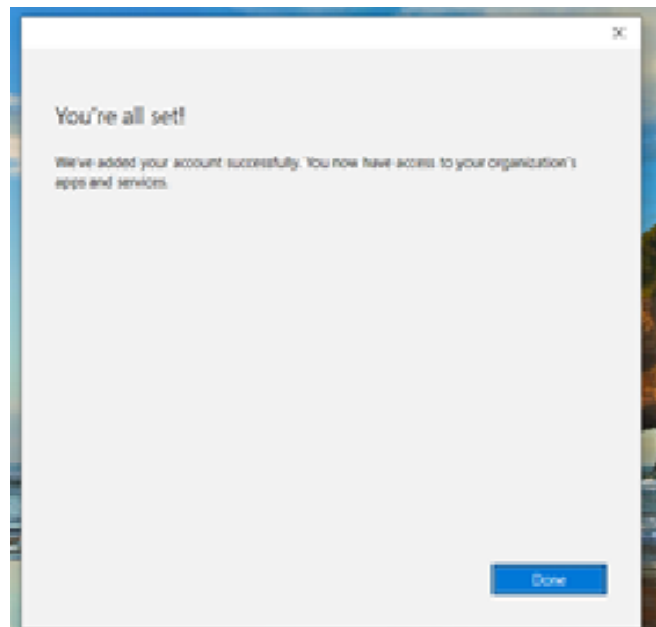 You're all set!
We've added your account successfully. You now have access to your organization's
apps and services.
Done